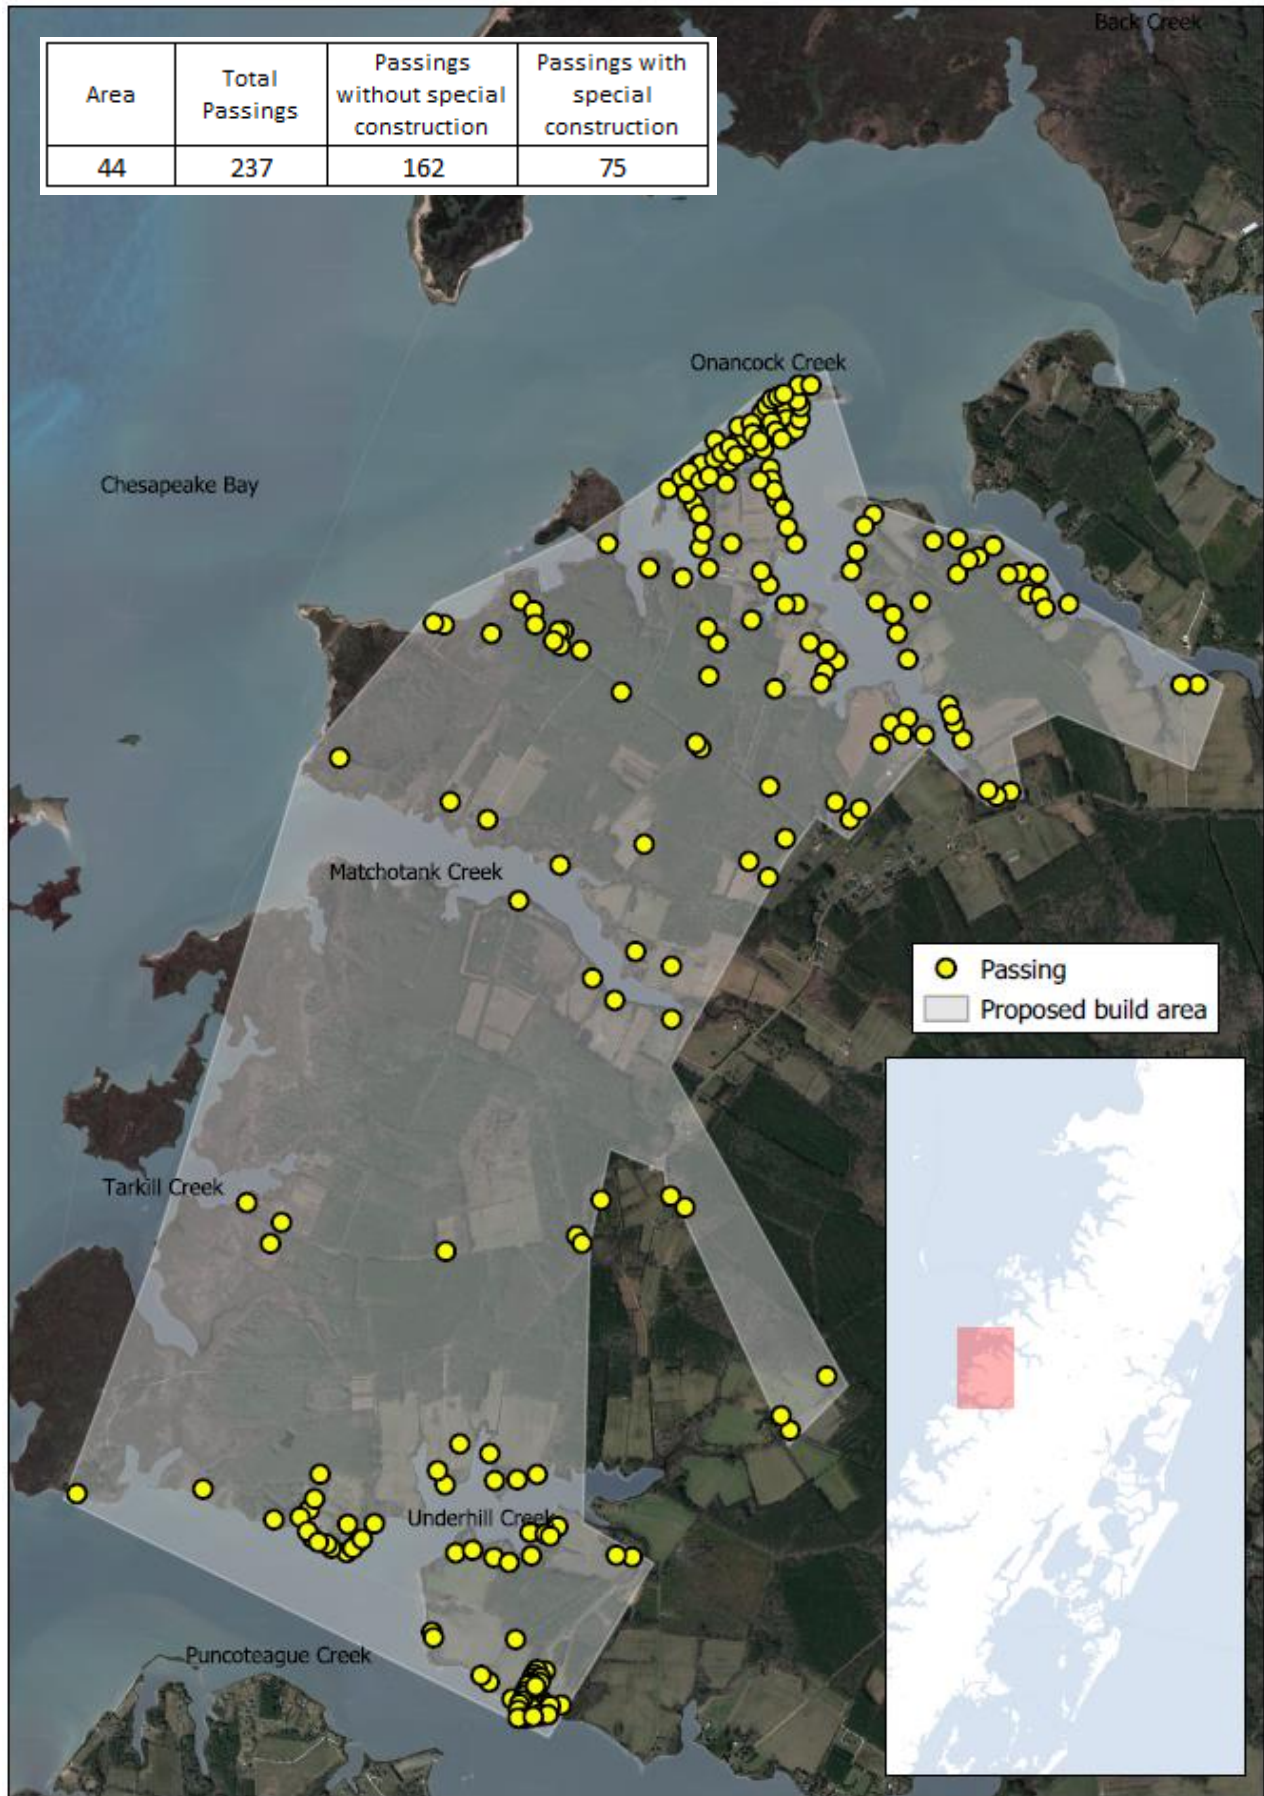 Back Creek
Area
Total
Passings
Passings
without special
construction
Passings with
special
construction
44
237
162
75
Onancock Creek
Chesapeake Bay
Matchotank Creek
Passing
Proposed build area
Tarkill Creek
Underhill Creek
Puncoteague Creek